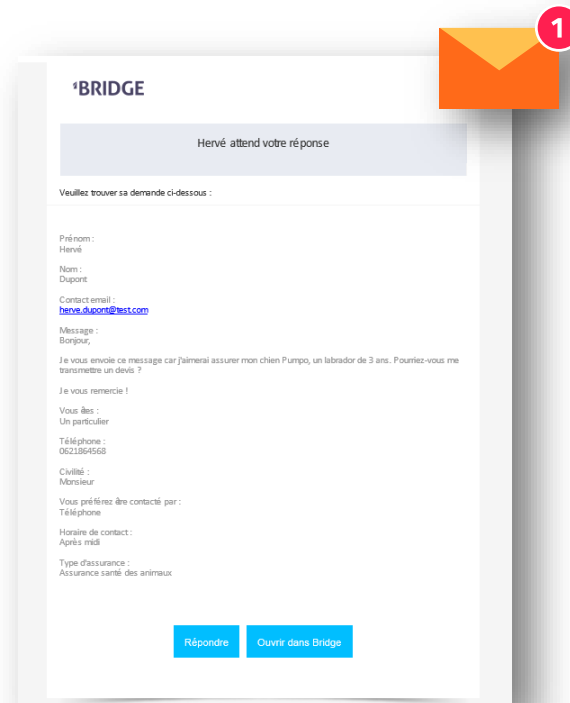 1
BRIDGE
Hervé attend votre réponse
Veuillez trouver sa demande ci-dessous :
Prénom :
Hervé
Nom :
Dupont
Contact email :
herve.dupont@test.com
Message :
Bonjour,
Je vous envoie ce message car j'aimerai assurer mon chien Pumpo, un labrador de 3 ans. Pourriez-vous me
transmettre un devis ?
Je vous remercie !
Vous êtes :
Un particulier
Téléphone :
0621864568
Civilité :
Monsieur
Vous préférez être contacté par :
Téléphone
Horaire de contact :
Après midi
Type d'assurance :
Assurance santé des animaux
Répondre
Ouvrir dans Bridge